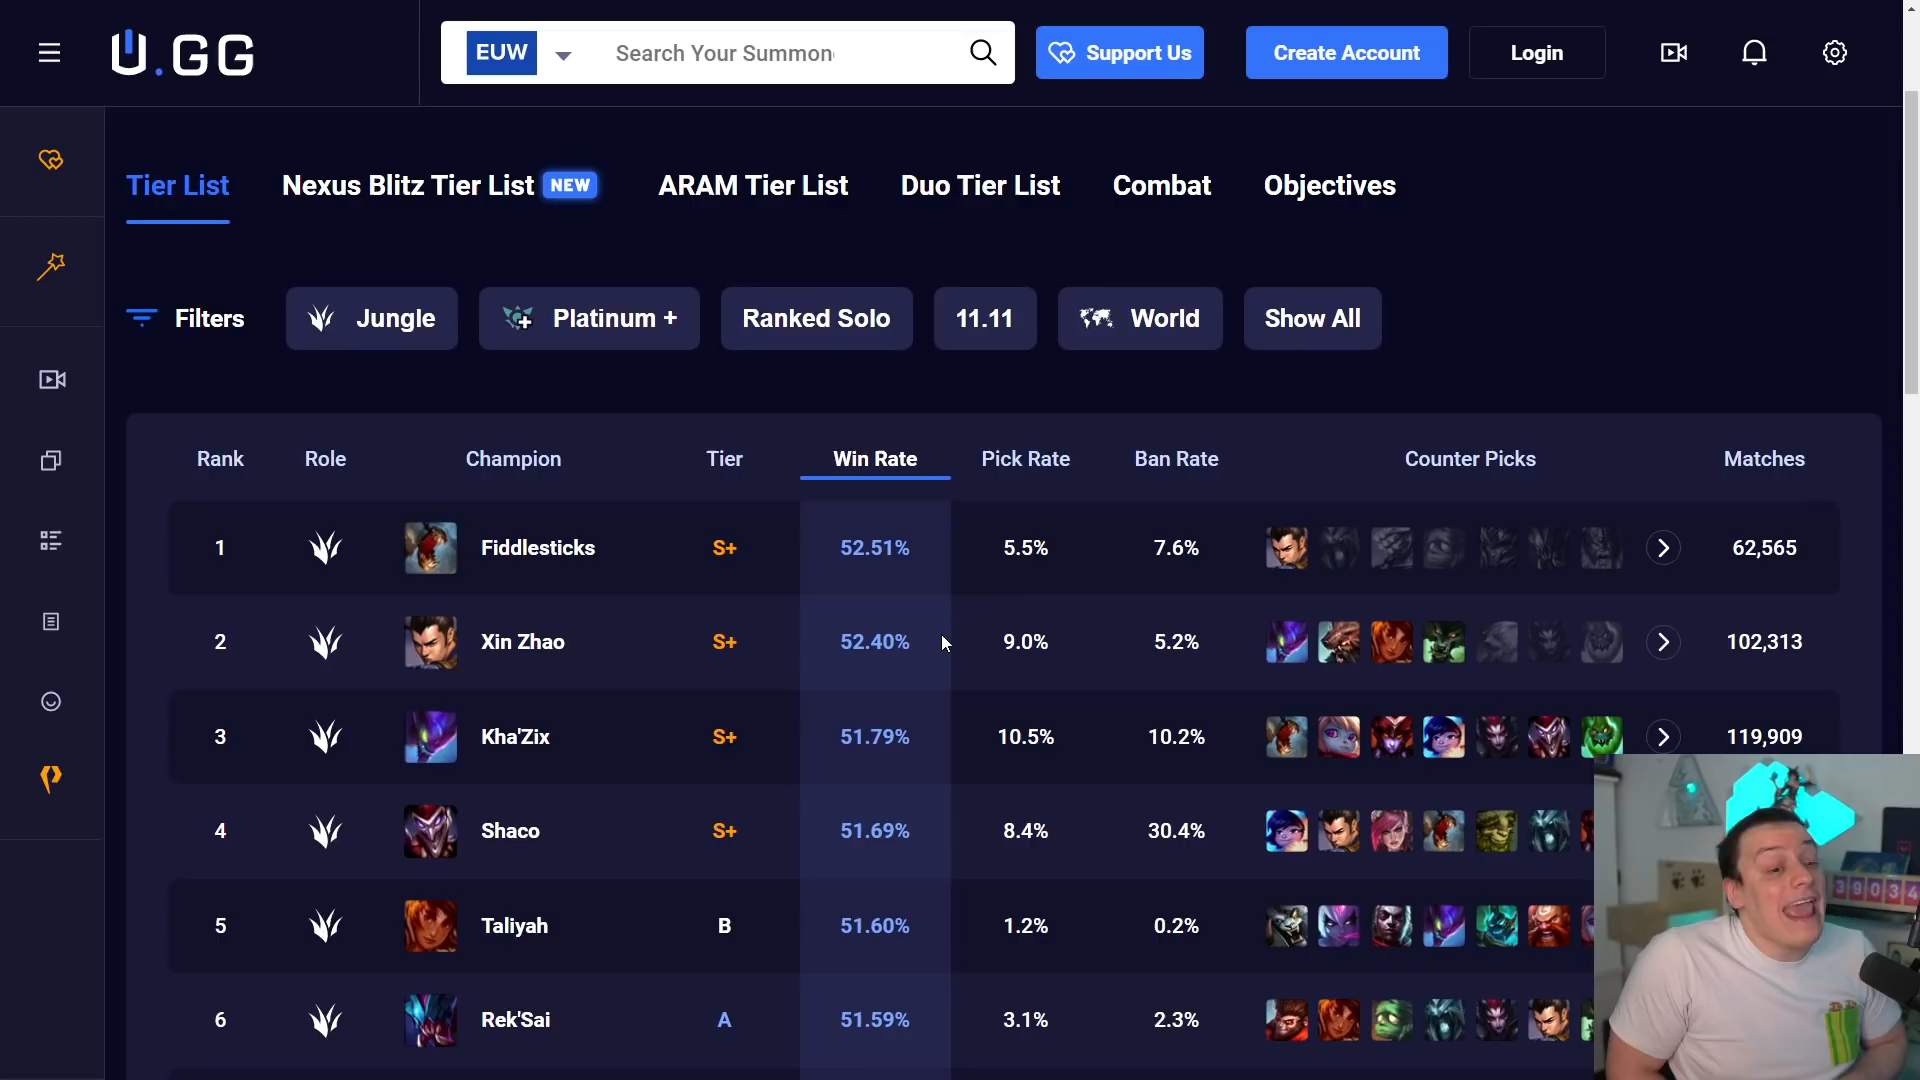 U.GG
EUW
Search Your Summon
Support Us
Create Account
Login
Tier List
Nexus Blitz Tier List NEW
ARAM Tier List
Duo Tier List
Combat
Objectives
Filters
Jungle
Platinum +
Ranked Solo
11.11
World
Show All
Rank Role Champion Tier Win Rate Pick Rate Ban Rate Counter Picks Matches
1 Fiddlesticks S+ 52.51% 5.5% 7.6% 62,565
2 Xin Zhao S+ 52.40% 9.0% 5.2% 102,313
3 Kha'Zix S+ 51.79% 10.5% 10.2% 119,909
4 Shaco S+ 51.69% 8.4% 30.4%
5 Taliyah B 51.60% 1.2% 0.2%
6 Rek'Sai A 51.59% 3.1% 2.3%
39034